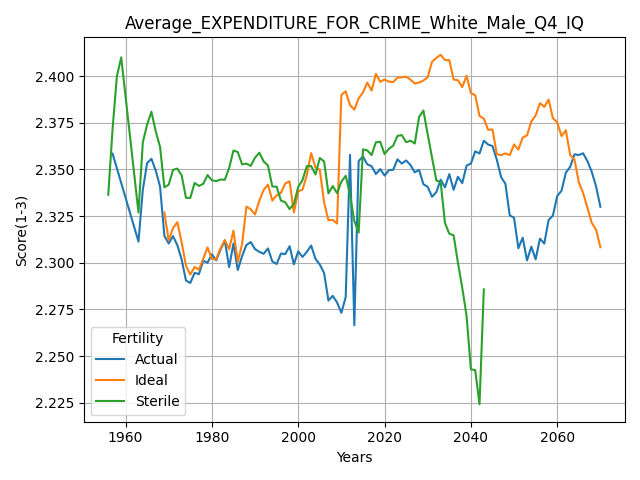 Average_EXPENDITURE_FOR_CRIME_White_Male_Q4_IQ
Score(1-3)
2.400
2.375
2.350
2.325
2.300
2.275
2.250
2.225
Fertility
Actual
Ideal
Sterile
1960 1980 2000 2020 2040 2060
Years